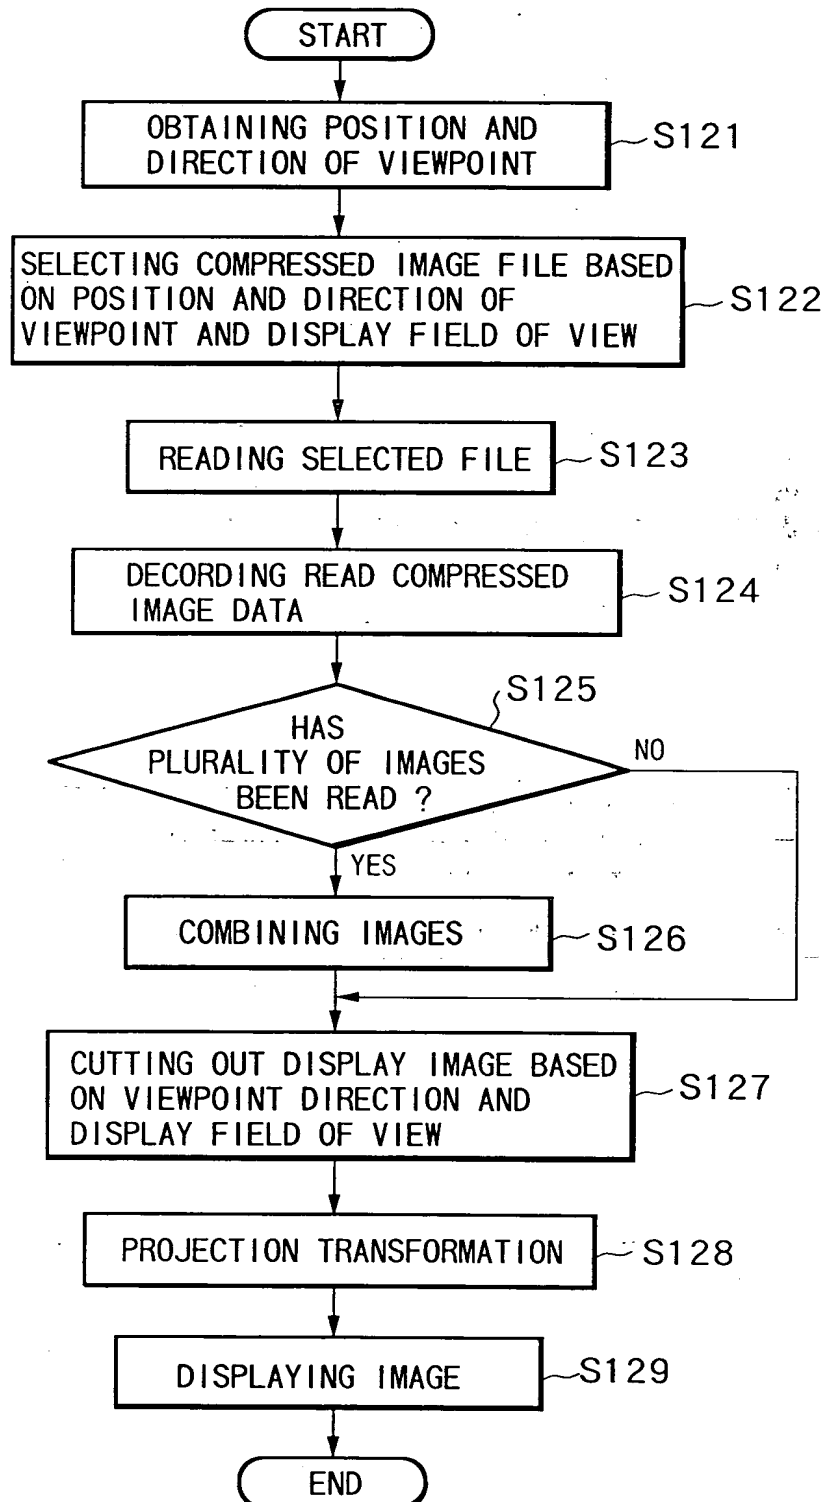 START
OBTAINING POSITION AND
DIRECTION OF VIEWPOINT
S121
SELECTING COMPRESSED IMAGE FILE BASED
ON POSITION AND DIRECTION OF
VIEWPOINT AND DISPLAY FIELD OF VIEW
S122
READING SELECTED FILE
S123
DECORDING READ COMPRESSED
IMAGE DATA
S124
S125
HAS
PLURALITY OF IMAGES
BEEN READ ?
NO
YES
COMBINING IMAGES
S126
CUTTING OUT DISPLAY IMAGE BASED
ON VIEWPOINT DIRECTION AND
DISPLAY FIELD OF VIEW
S127
PROJECTION TRANSFORMATION
S128
DISPLAYING IMAGE
S129
END